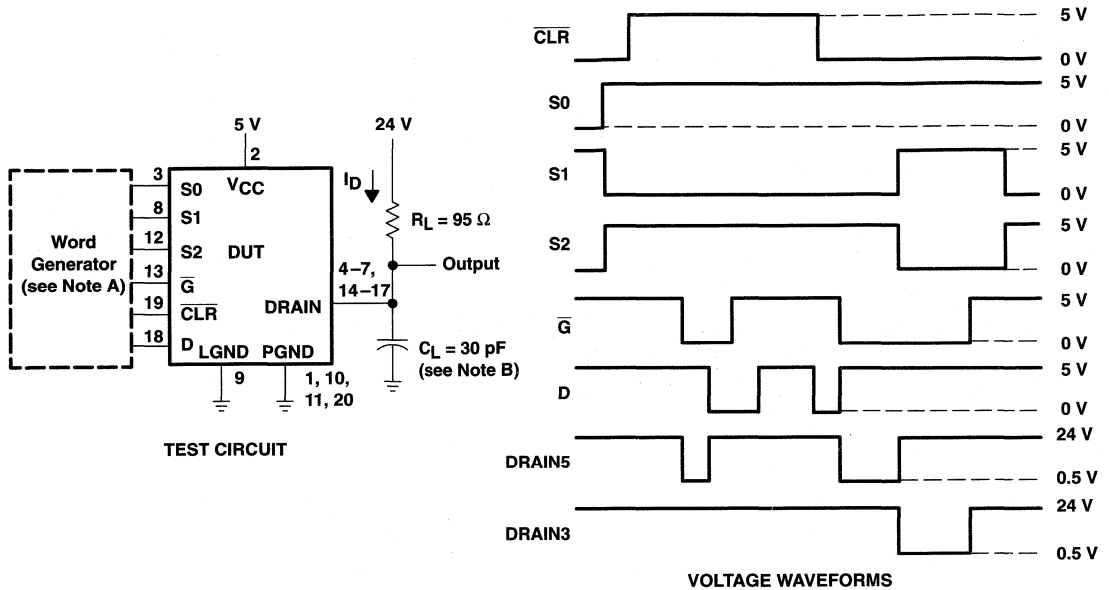 5 V
24 V
2
3
S0
VCC
ID
8
S1
RL = 95 Ω
12
S2
DUT
Word
Generator
(see Note A)
13
G
4–7,
14–17
Output
19
CLR
DRAIN
18
D
LGND
PGND
CL = 30 pF
(see Note B)
9
1, 10,
11, 20
TEST CIRCUIT
CLR
5 V
0 V
S0
5 V
0 V
S1
5 V
0 V
S2
5 V
0 V
G
5 V
0 V
D
5 V
0 V
DRAIN5
24 V
0.5 V
DRAIN3
24 V
0.5 V
VOLTAGE WAVEFORMS